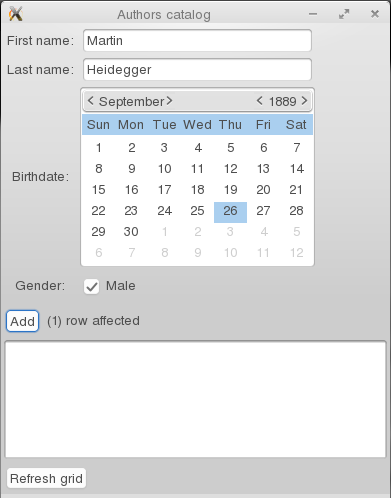 Authors catalog
First name: Martin
Last name: Heidegger
< September > < 1889 >
Sun Mon Tue Wed Thu Fri Sat
1 2 3 4 5 6 7
8 9 10 11 12 13 14
Birthdate:
15 16 17 18 19 20 21
22 23 24 25 26 27 28
29 30 1 2 3 4 5
6 7 8 9 10 11 12
Gender: Male
Add (1) row affected
Refresh grid